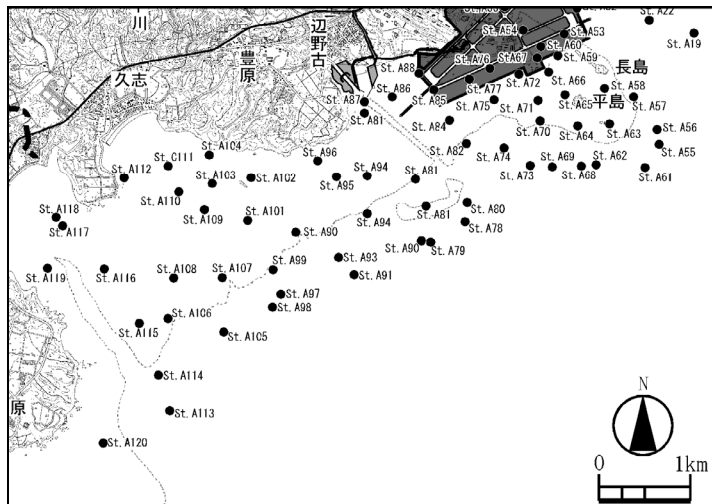 St. A22
St. A19
St. A54
St. A53
川
辺野古
豊原
久志
St. A60
St. A59
St. A76
St. A67
St. A88
St. A72
St. A66
長島
St. A58
平島
St. A57
St. A77
St. A86
St. A85
St. A87
St. A75
St. A71
St. A65
St. A81
St. A84
St. A70
St. A64
St. A63
St. A56
St. A55
St. A82
St. A74
St. A104
St. A96
St. C111
St. A112
St. A103
St. A102
St. A95
St. A94
St. A81
St. A73
St. A69
St. A68
St. A62
St. A61
St. A110
St. A109
St. A101
St. A94
St. A81
St. A80
St. A78
St. A118
St. A117
St. A90
St. A90
St. A79
St. A93
St. A119
St. A116
St. A108
St. A107
St. A99
St. A91
St. A97
St. A98
St. A106
St. A115
St. A105
St. A114
原
St. A113
St. A120
N
0 1km